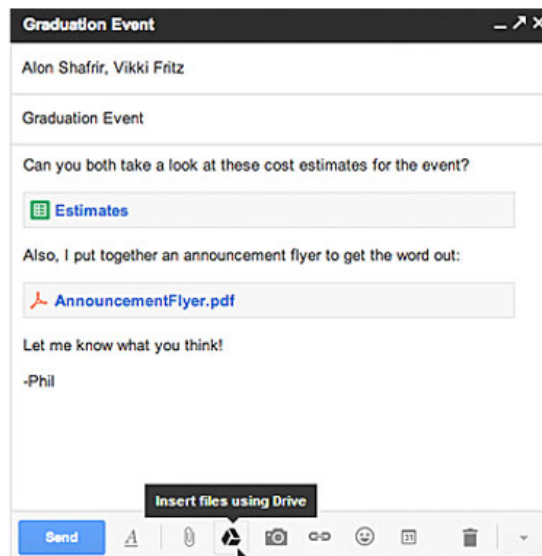 Graduation Event
Alon Shafrir, Vikki Fritz
Graduation Event
Can you both take a look at these cost estimates for the event?
Estimates
Also, I put together an announcement flyer to get the word out:
AnnouncementFlyer.pdf
Let me know what you think!
-Phil
Insert files using Drive
Send A 31